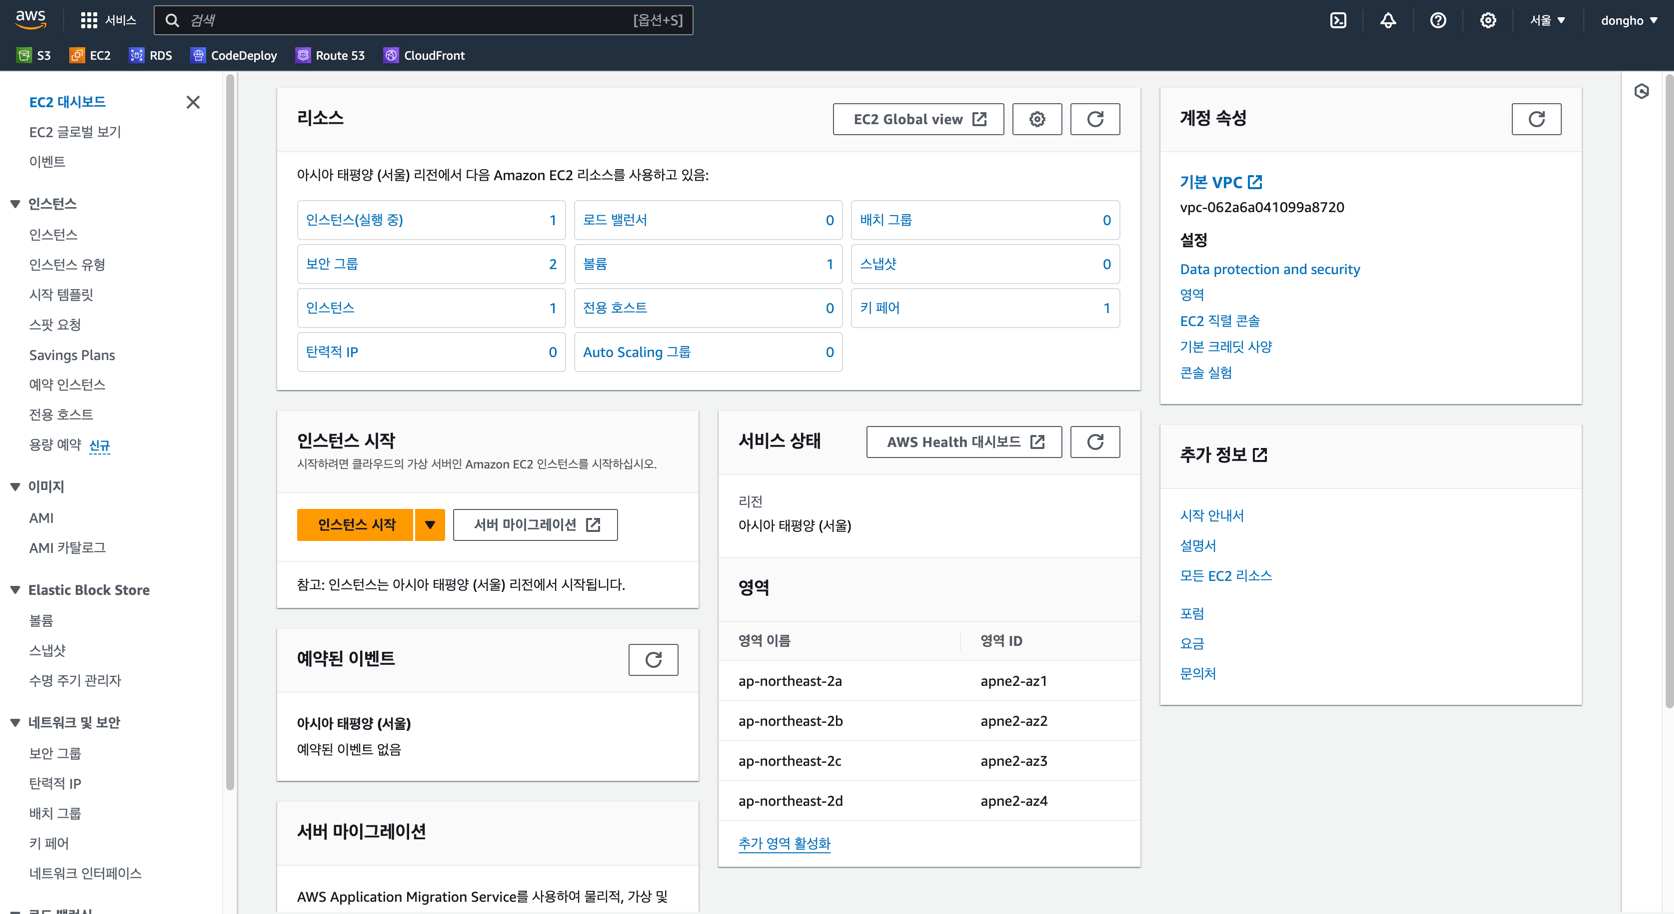 aws
서비스
검색
[옵션+S]
서울
dongho
S3
EC2
RDS
CodeDeploy
Route 53
CloudFront
EC2 대시보드
EC2 글로벌 보기
이벤트
인스턴스
인스턴스
인스턴스 유형
시작 템플릿
스팟 요청
Savings Plans
예약 인스턴스
전용 호스트
용량 예약 신규
이미지
AMI
AMI 카탈로그
Elastic Block Store
볼륨
스냅샷
수명 주기 관리자
네트워크 및 보안
보안 그룹
탄력적 IP
배치 그룹
키 페어
네트워크 인터페이스
리소스
EC2 Global view
아시아 태평양 (서울) 리전에서 다음 Amazon EC2 리소스를 사용하고 있음:
인스턴스(실행 중) 1
로드 밸런서 0
배치 그룹 0
보안 그룹 2
볼륨 1
스냅샷 0
인스턴스 1
전용 호스트 0
키 페어 1
탄력적 IP 0
Auto Scaling 그룹 0
인스턴스 시작
시작하려면 클라우드의 가상 서버인 Amazon EC2 인스턴스를 시작하십시오.
인스턴스 시작
서버 마이그레이션
참고: 인스턴스는 아시아 태평양 (서울) 리전에서 시작됩니다.
예약된 이벤트
아시아 태평양 (서울)
예약된 이벤트 없음
서버 마이그레이션
AWS Application Migration Service를 사용하여 물리적, 가상 및
서비스 상태
AWS Health 대시보드
리전
아시아 태평양 (서울)
영역
영역 이름 영역 ID
ap-northeast-2a apne2-az1
ap-northeast-2b apne2-az2
ap-northeast-2c apne2-az3
ap-northeast-2d apne2-az4
추가 영역 활성화
계정 속성
기본 VPC
vpc-062a6a041099a8720
설정
Data protection and security
영역
EC2 직렬 콘솔
기본 크레딧 사양
콘솔 실험
추가 정보
시작 안내서
설명서
모든 EC2 리소스
포럼
요금
문의처